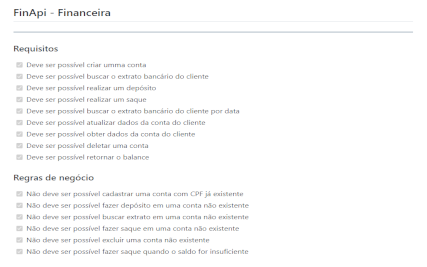 FinApi - Financeira
Requisitos
Deve ser possível criar umma conta
Deve ser possível buscar o extrato bancário do cliente
Deve ser possível realizar um depósito
Deve ser possível realizar um saque
Deve ser possível buscar o extrato bancário do cliente por data
Deve ser possível atualizar dados da conta do cliente
Deve ser possível obter dados da conta do cliente
Deve ser possível deletar uma conta
Deve ser possível retornar o balance
Regras de negócio
Não deve ser possível cadastrar uma conta com CPF já existente
Não deve ser possível fazer depósito em uma conta não existente
Não deve ser possível buscar extrato em uma conta não existente
Não deve ser possível fazer saque em uma conta não existente
Não deve ser possível excluir uma conta não existente
Não deve ser possível fazer saque quando o saldo for insuficiente